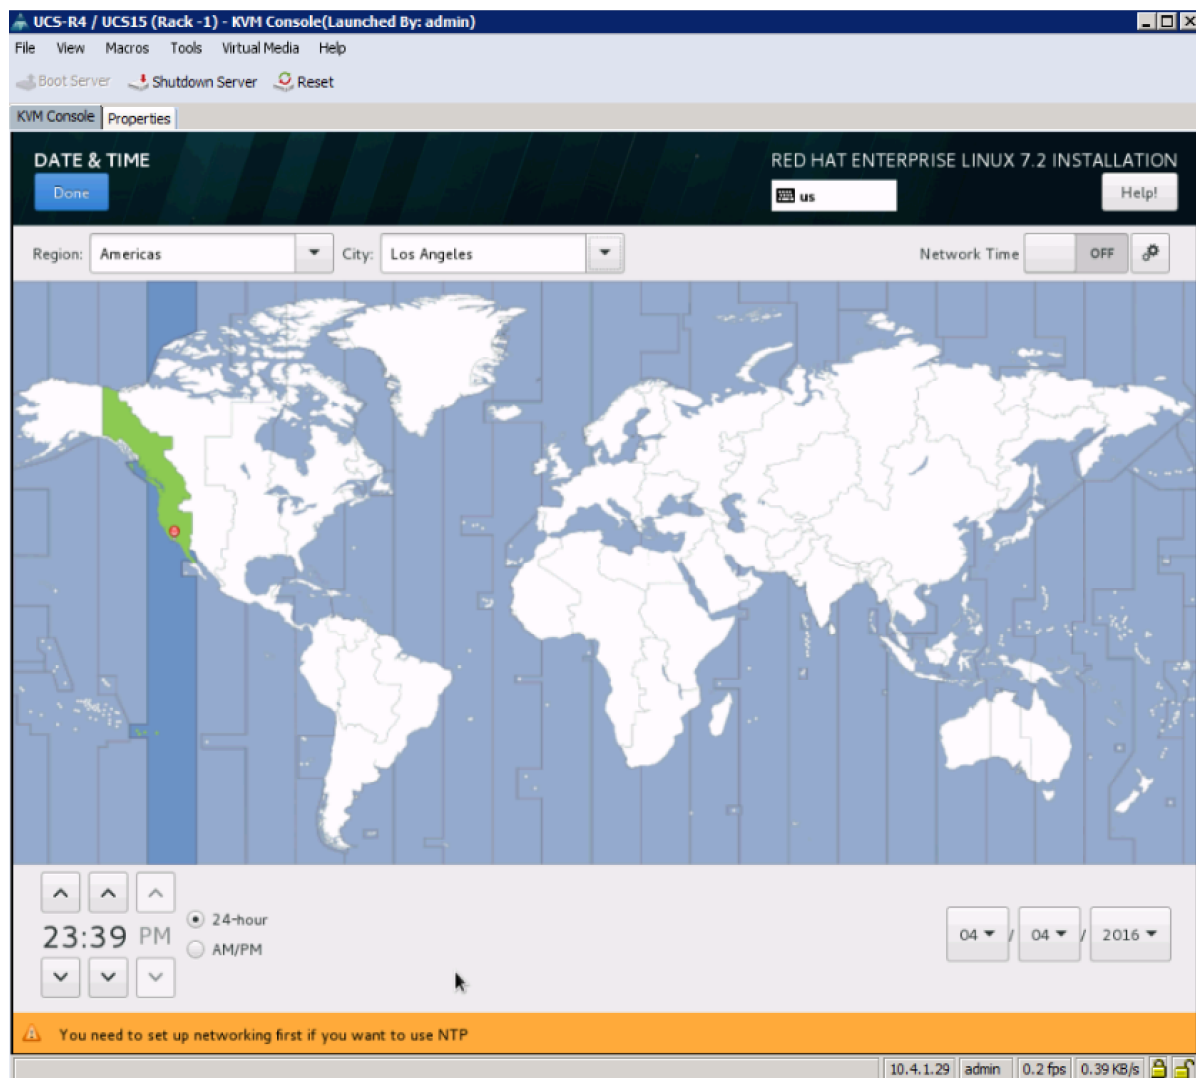 UCS-R4 / UCS15 (Rack -1) - KVM Console(Launched By: admin)
File View Macros Tools Virtual Media Help
Boot Server Shutdown Server Reset
KVM Console Properties
DATE & TIME RED HAT ENTERPRISE LINUX 7.2 INSTALLATION
Done us Help!
Region: Americas City: Los Angeles Network Time OFF
24-hour
23:39 PM 04 / 04 / 2016
AM/PM
You need to set up networking first if you want to use NTP
10.4.1.29 admin 0.2 fps 0.39 KB/s